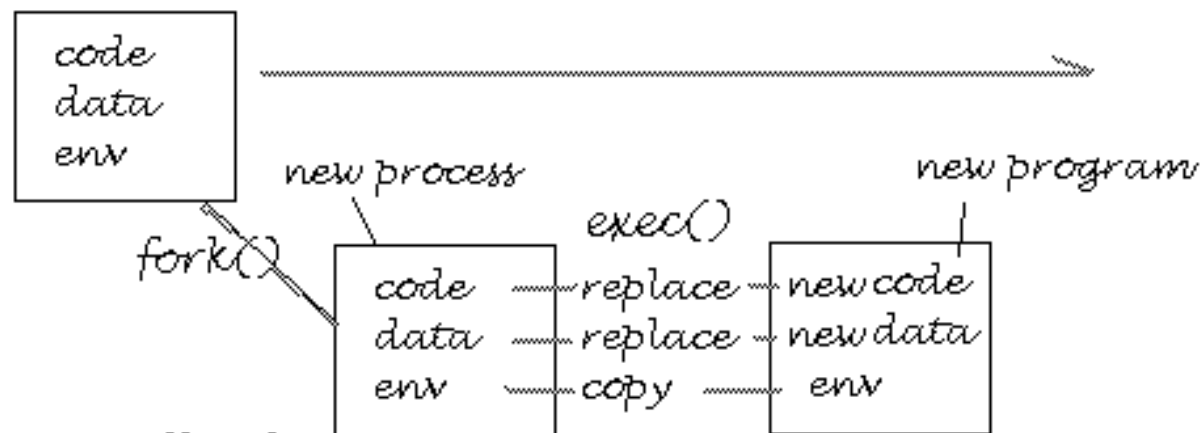 code
data
env
new process
new program
fork()
exec()
code replace new code
data replace new data
env copy env